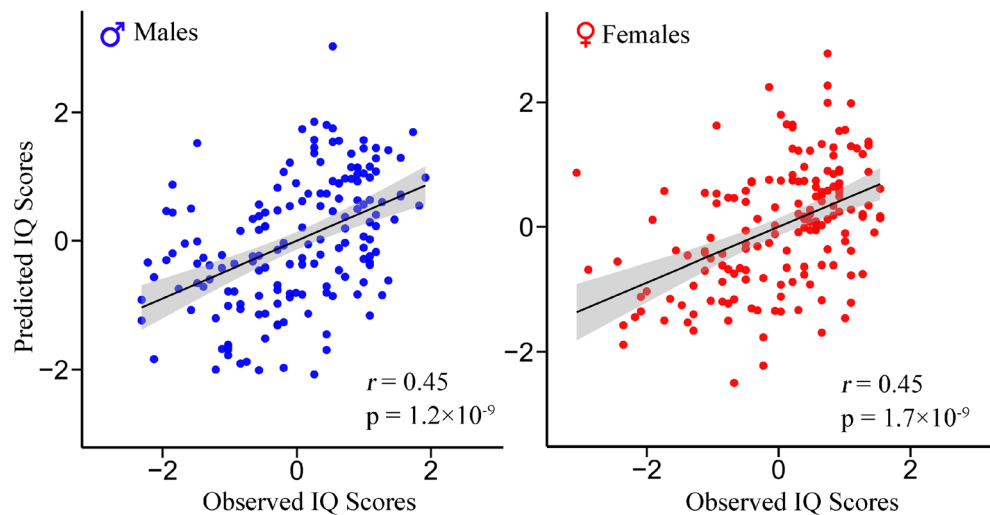 ♂ Males
2
0
−2
−2
0
2
Predicted IQ Scores
Observed IQ Scores
r = 0.45
p = 1.2×10⁻⁹
♀ Females
2
0
−2
−2
0
2
Observed IQ Scores
r = 0.45
p = 1.7×10⁻⁹